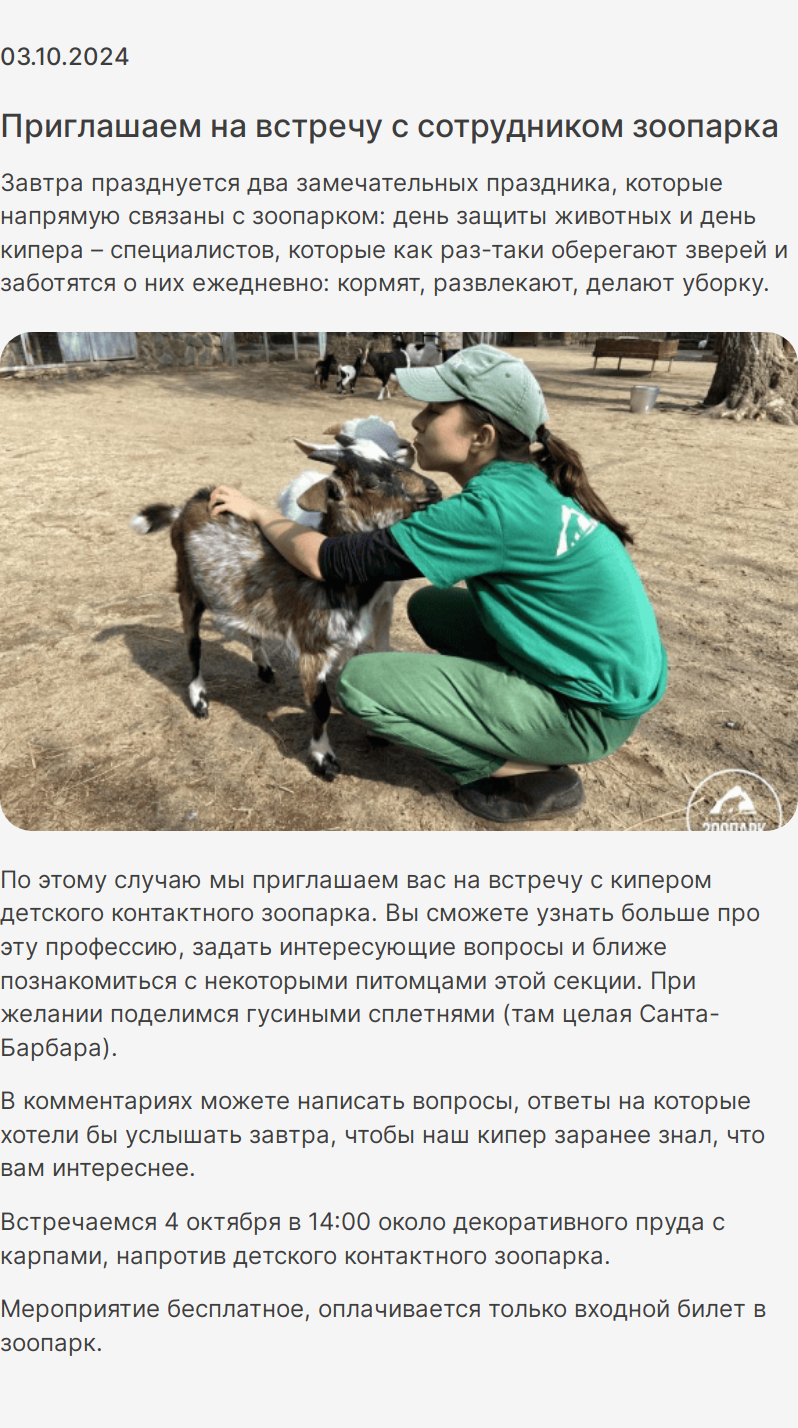 03.10.2024
Приглашаем на встречу с сотрудником зоопарка
Завтра празднуется два замечательных праздника, которые
напрямую связаны с зоопарком: день защиты животных и день
кипера – специалистов, которые как раз-таки оберегают зверей и
заботятся о них ежедневно: кормят, развлекают, делают уборку.
ЗООПАРК
По этому случаю мы приглашаем вас на встречу с кипером
детского контактного зоопарка. Вы сможете узнать больше про
эту профессию, задать интересующие вопросы и ближе
познакомиться с некоторыми питомцами этой секции. При
желании поделимся гусиными сплетнями (там целая Санта-
Барбара).
В комментариях можете написать вопросы, ответы на которые
хотели бы услышать завтра, чтобы наш кипер заранее знал, что
вам интереснее.
Встречаемся 4 октября в 14:00 около декоративного пруда с
карпами, напротив детского контактного зоопарка.
Мероприятие бесплатное, оплачивается только входной билет в
зоопарк.